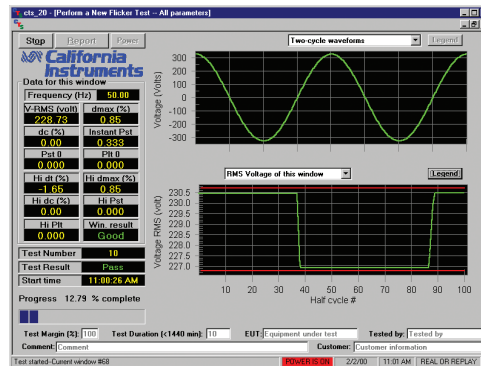 cts_20 - [Perform a New Flicker Test -- All parameters]
Stop Report Power
California Instruments
Data for this window
Frequency (Hz) 50.00
V-RMS (volt) dmax (%)
228.73 0.85
dc (%) Instant Pst
0.00 0.333
Pst 0 Plt 0
0.000 0.000
Hi dt (%) Hi dmax (%)
-1.65 0.85
Hi dc (%) Hi Pst
0.00 0.000
Hi Plt Win. result
0.000 Good
Test Number 10
Test Result Pass
Start time 11:00:26 AM
Progress 12.79 % complete
Two-cycle waveforms Legend
Voltage (Volts)
300
200
100
0
-100
-200
-300
RMS Voltage of this window Legend
Voltage RMS (volt)
230.5
230.0
229.5
229.0
228.5
228.0
227.5
227.0
10 20 30 40 50 60 70 80 90 100
Half cycle #
Test Margin (%): 100 Test Duration (<1440 min): 10 EUT: Equipment under test Tested by: Tested by
Comment: Comment Customer: Customer information
Test started-Current window #68 POWER IS ON 2/2/00 11:01 AM REAL OR REPLAY